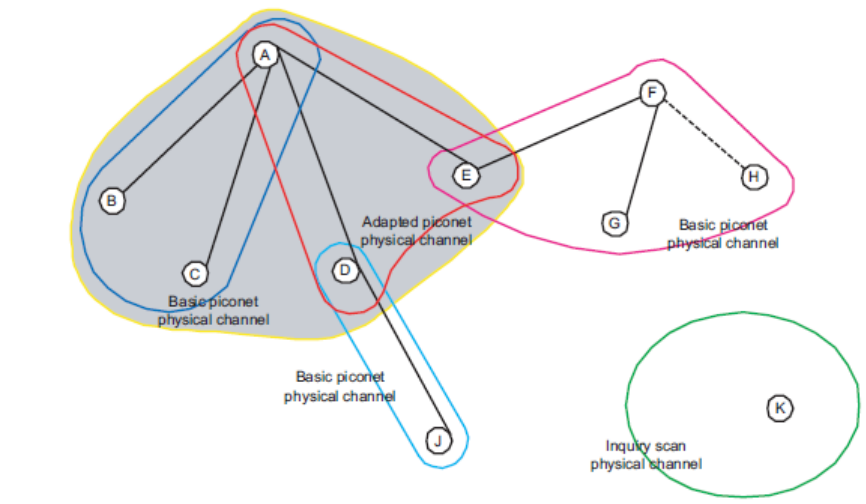 A
F
E
H
B
G
Adapted piconet
physical channel
Basic piconet
physical channel
D
C
Basic piconet
physical channel
Basic piconet
physical channel
K
J
Inquiry scan
physical channel